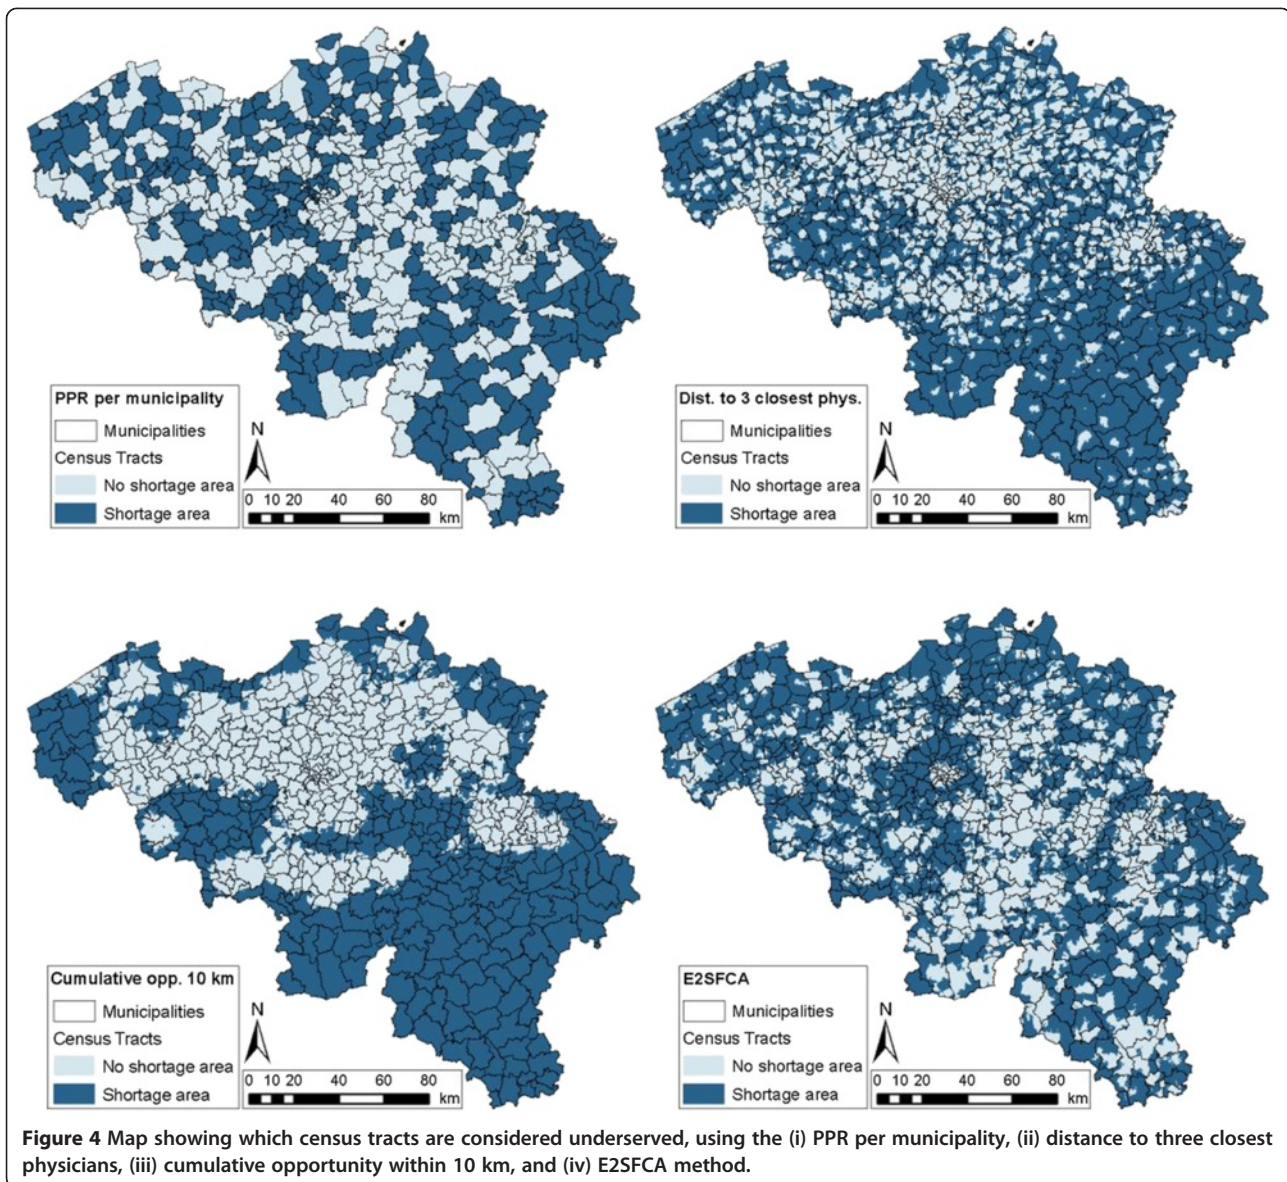 PPR per municipality
Municipalities
Census Tracts
No shortage area
Shortage area
N
0 10 20 40 60 80
km
Dist. to 3 closest phys.
Municipalities
Census Tracts
No shortage area
Shortage area
N
0 10 20 40 60 80
km
Cumulative opp. 10 km
Municipalities
Census Tracts
No shortage area
Shortage area
N
0 10 20 40 60 80
km
E2SFCA
Municipalities
Census Tracts
No shortage area
Shortage area
N
0 10 20 40 60 80
km
Figure 4 Map showing which census tracts are considered underserved, using the (i) PPR per municipality, (ii) distance to three closest
physicians, (iii) cumulative opportunity within 10 km, and (iv) E2SFCA method.